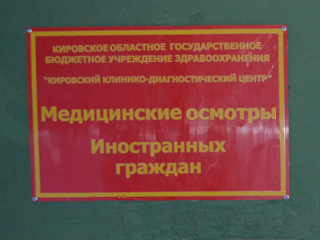 КИРОВСКОЕ ОБЛАСТНОЕ ГОСУДАРСТВЕННОЕ
БЮДЖЕТНОЕ УЧРЕЖДЕНИЕ ЗДРАВООХРАНЕНИЯ
"КИРОВСКИЙ КЛИНИКО-ДИАГНОСТИЧЕСКИЙ ЦЕНТР"
Медицинские осмотры
Иностранных
граждан